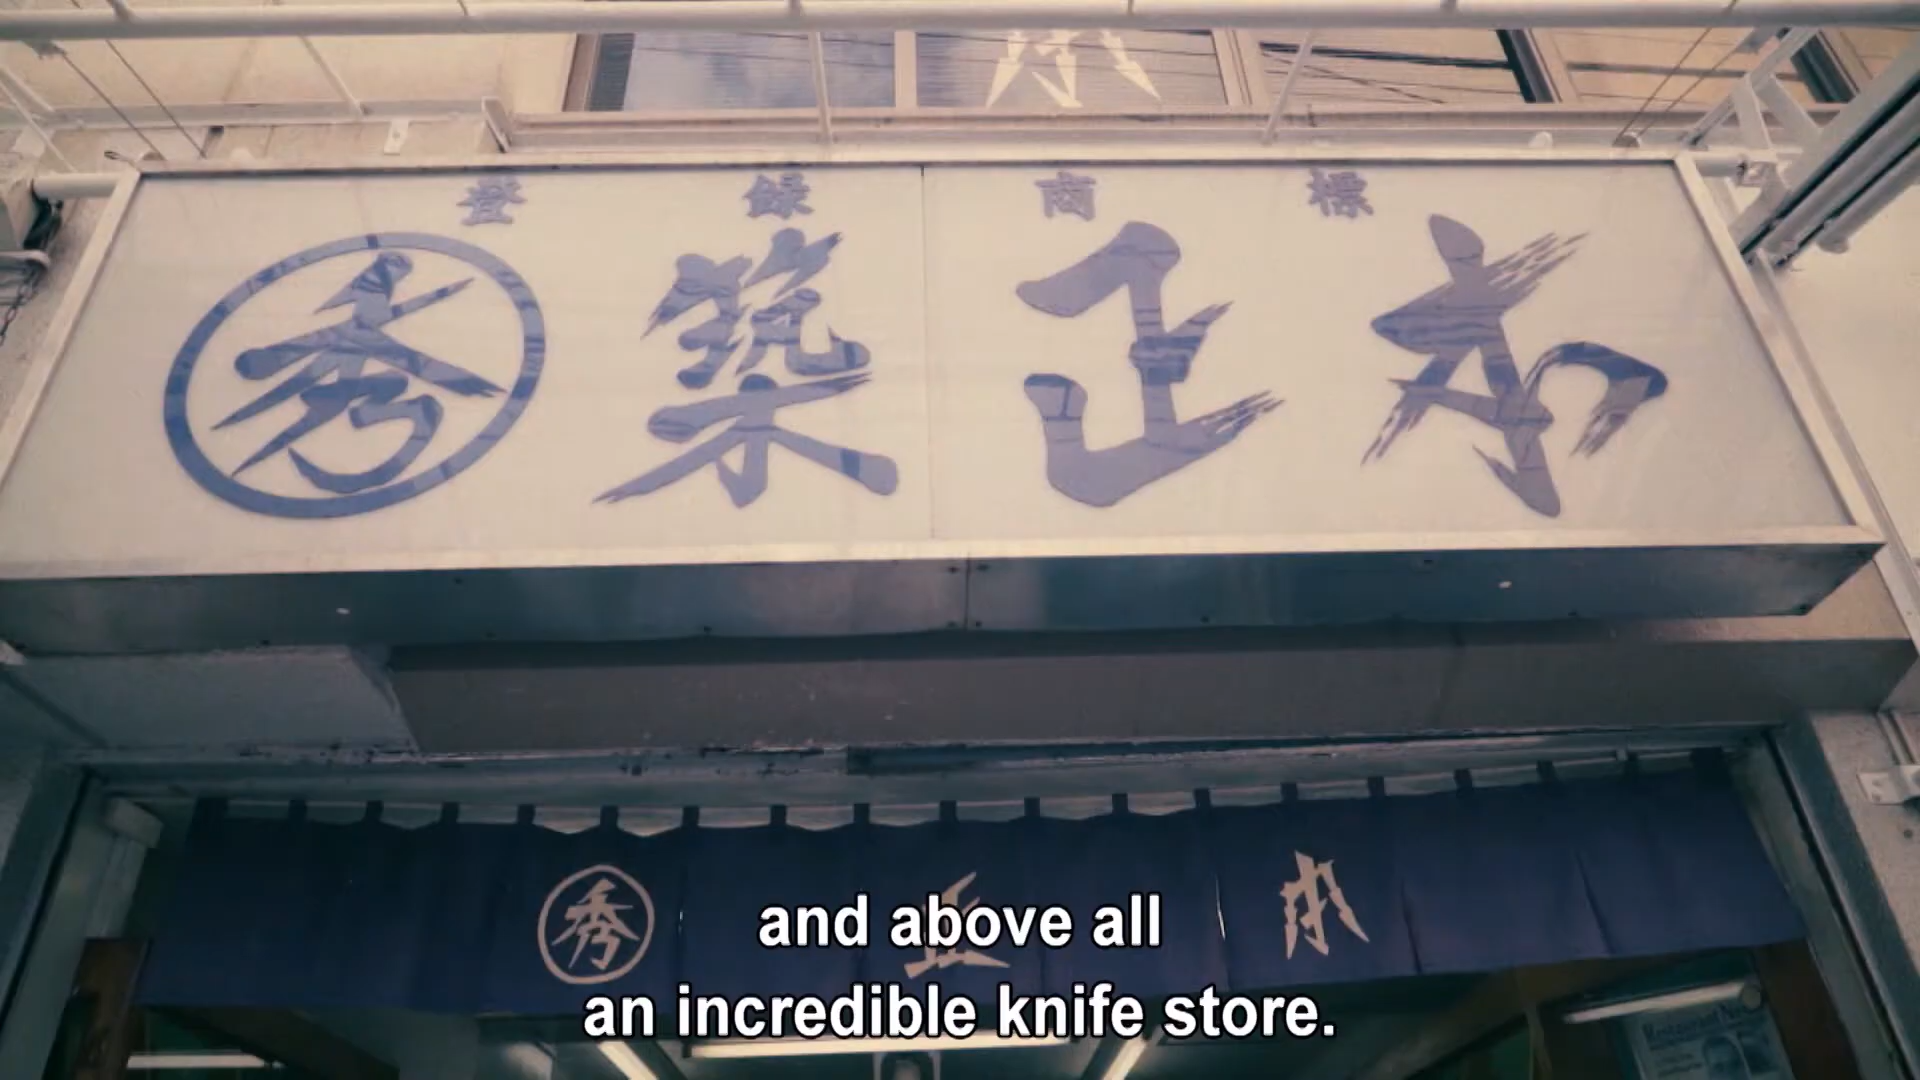 登録商標
秀築正本
秀正本
and above all
an incredible knife store.